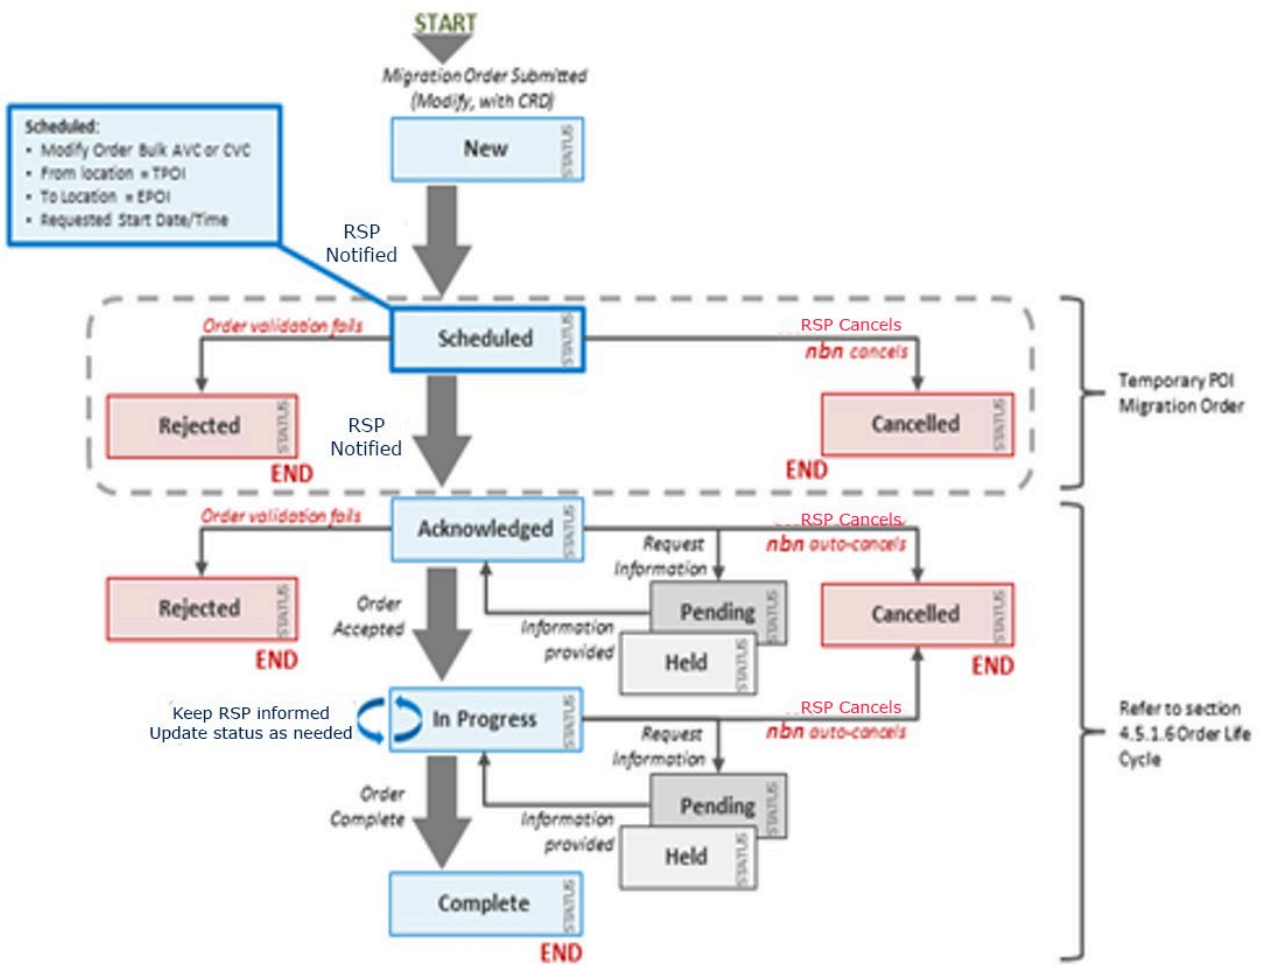 START
Migration Order Submitted
(Modify, with CRD)
New
STATUS
Scheduled:
• Modify Order Bulk AVC or CVC
• From location = TPOI
• To Location = EPOI
• Requested Start Date/Time
RSP
Notified
Order validation fails
Scheduled
STATUS
RSP Cancels
nbn cancels
Rejected
STATUS
END
RSP
Notified
Cancelled
STATUS
END
Temporary POI
Migration Order
Order validation fails
Acknowledged
STATUS
RSP Cancels
nbn auto-cancels
Request
Information
Rejected
STATUS
END
Order
Accepted
Pending
STATUS
Information
provided
Held
STATUS
Cancelled
STATUS
END
Keep RSP informed
Update status as needed
In Progress
STATUS
RSP Cancels
nbn auto-cancels
Request
Information
Refer to section
4.5.1.6 Order Life
Cycle
Order
Complete
Pending
STATUS
Information
provided
Held
STATUS
Complete
STATUS
END